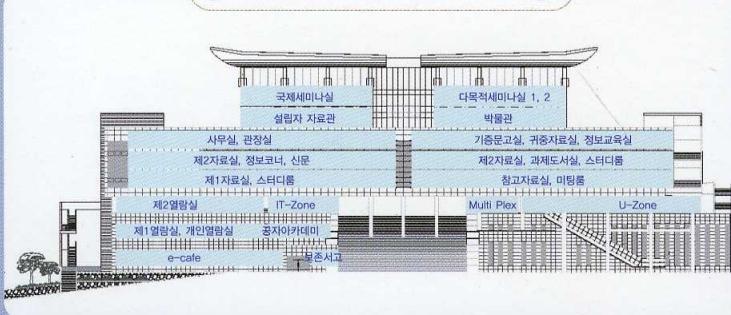 국제세미나실 다목적세미나실 1, 2
설립자 자료관 박물관
사무실, 관장실 기증문고실, 귀중자료실, 정보교육실
제2자료실, 정보코너, 신문 제2자료실, 과제도서실, 스터디룸
제1자료실, 스터디룸 참고자료실, 미팅룸
제2열람실 IT-Zone Multi Plex U-Zone
제1열람실, 개인열람실 공자아카데미
e-cafe 보존서고